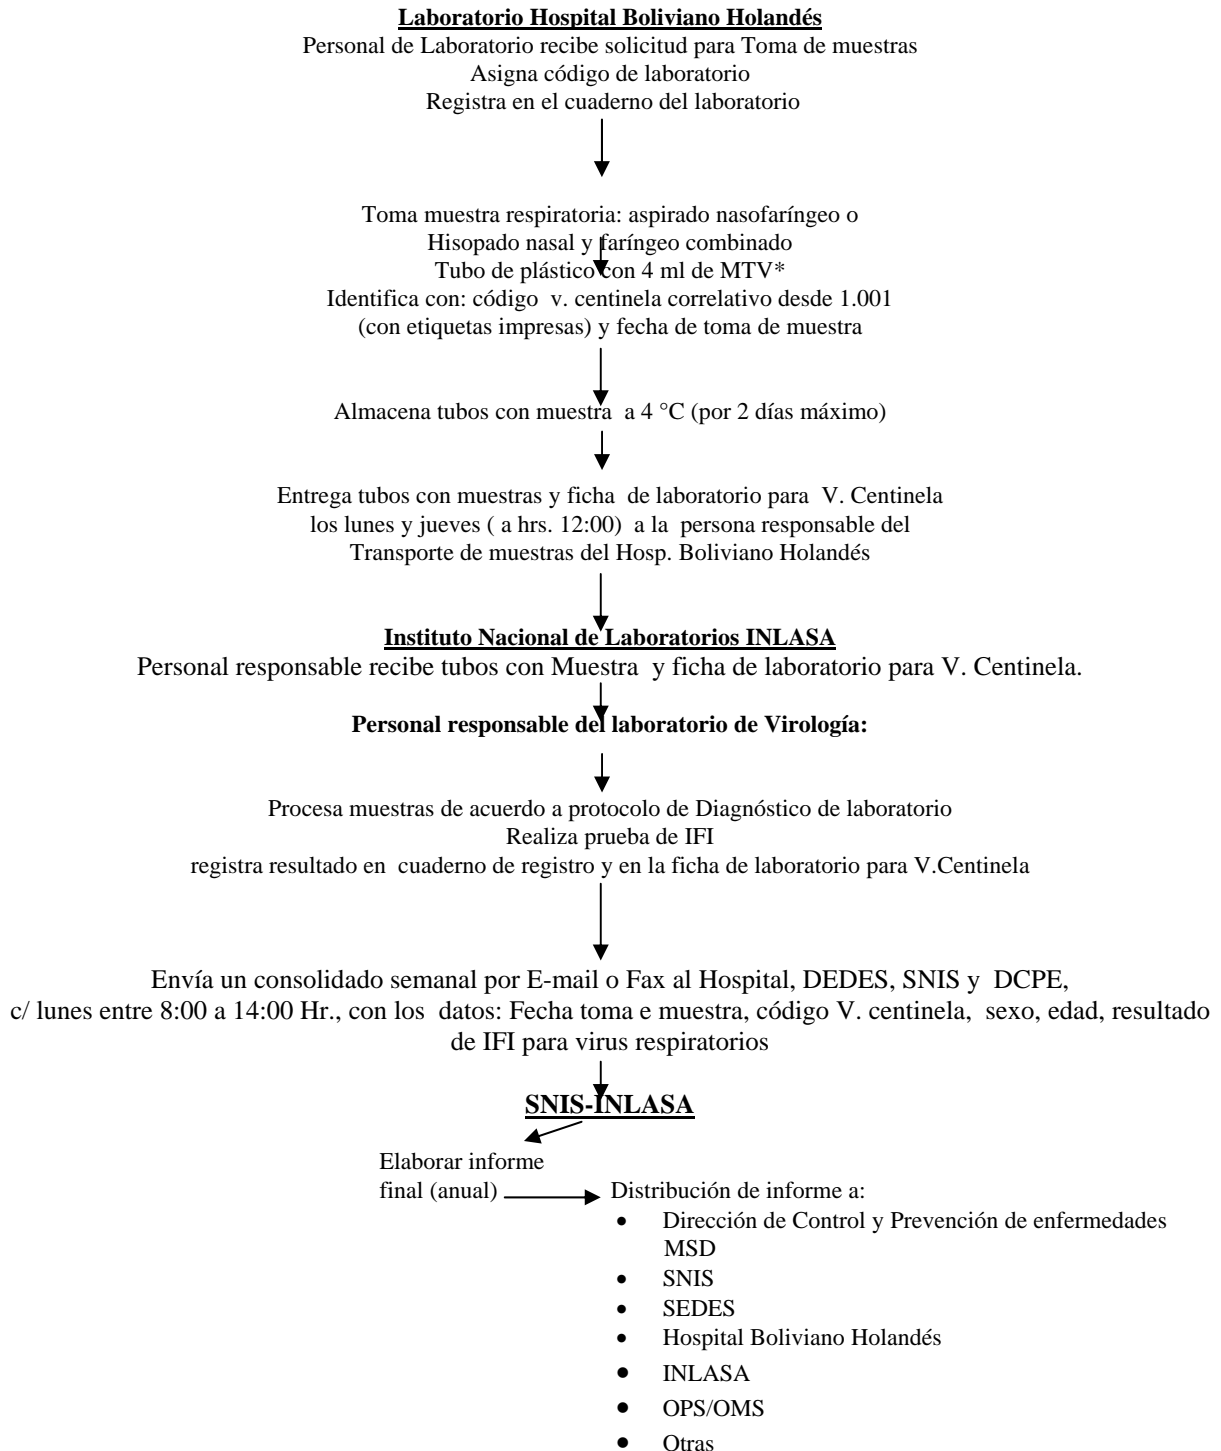 Laboratorio Hospital Boliviano Holandés
Personal de Laboratorio recibe solicitud para Toma de muestras
Asigna código de laboratorio
Registra en el cuaderno del laboratorio
Toma muestra respiratoria: aspirado nasofaríngeo o
Hisopado nasal y faríngeo combinado
Tubo de plástico con 4 ml de MTV*
Identifica con: código v. centinela correlativo desde 1.001
(con etiquetas impresas) y fecha de toma de muestra
Almacena tubos con muestra a 4 °C (por 2 días máximo)
Entrega tubos con muestras y ficha de laboratorio para V. Centinela
los lunes y jueves ( a hrs. 12:00) a la persona responsable del
Transporte de muestras del Hosp. Boliviano Holandés
Instituto Nacional de Laboratorios INLASA
Personal responsable recibe tubos con Muestra y ficha de laboratorio para V. Centinela.
Personal responsable del laboratorio de Virología:
Procesa muestras de acuerdo a protocolo de Diagnóstico de laboratorio
Realiza prueba de IFI
registra resultado en cuaderno de registro y en la ficha de laboratorio para V.Centinela
Envía un consolidado semanal por E-mail o Fax al Hospital, DEDES, SNIS y DCPE,
c/ lunes entre 8:00 a 14:00 Hr., con los datos: Fecha toma e muestra, código V. centinela, sexo, edad, resultado
de IFI para virus respiratorios
SNIS-INLASA
Elaborar informe
final (anual)
Distribución de informe a:
• Dirección de Control y Prevención de enfermedades
MSD
• SNIS
• SEDES
• Hospital Boliviano Holandés
• INLASA
• OPS/OMS
• Otras